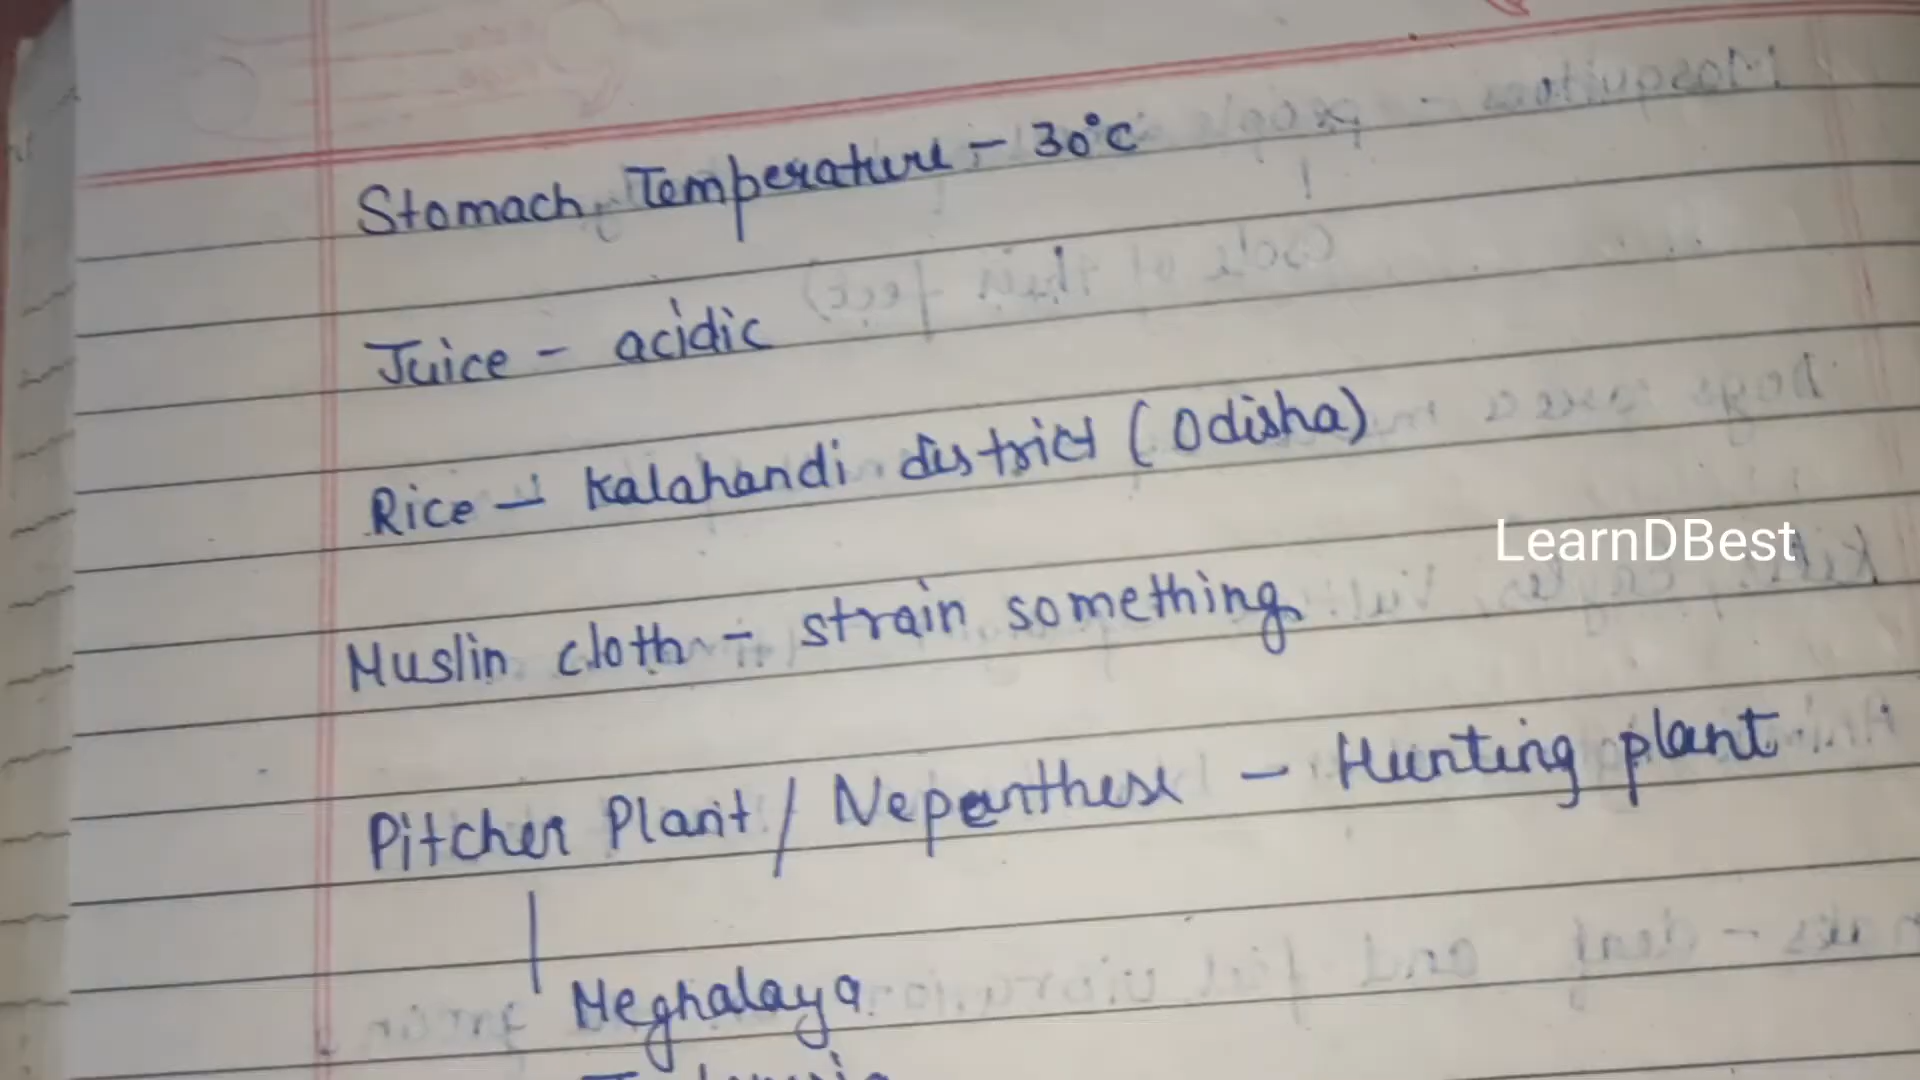 Stomach Temperature - 30°C
Juice - acidic
Rice - Kalahandi district (Odisha)
LearnDBest
Muslin cloth - strain something
Pitcher Plant / Nepenthese - Hunting plant
Meghalaya